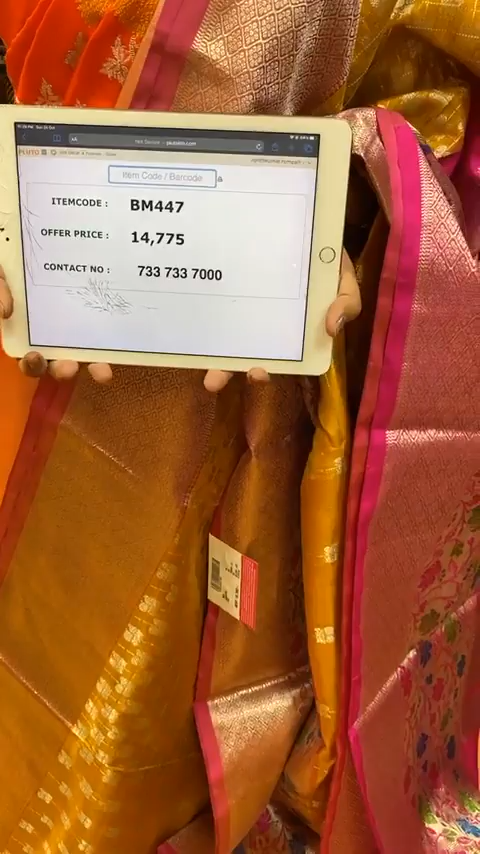 Item Code / Barcode
ITEMCODE : BM447
OFFER PRICE : 14,775
CONTACT NO : 733 733 7000